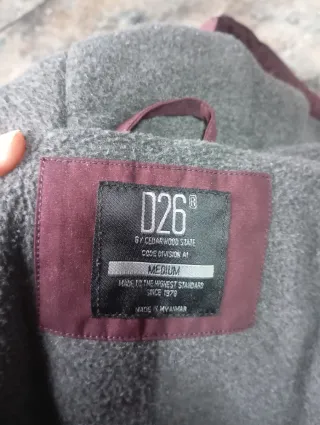 D26®
BY CEDARWOOD STATE
CODE DIVISION A1
MEDIUM
MADE TO THE HIGHEST STANDARD
SINCE 1979
MADE IN MYANMAR